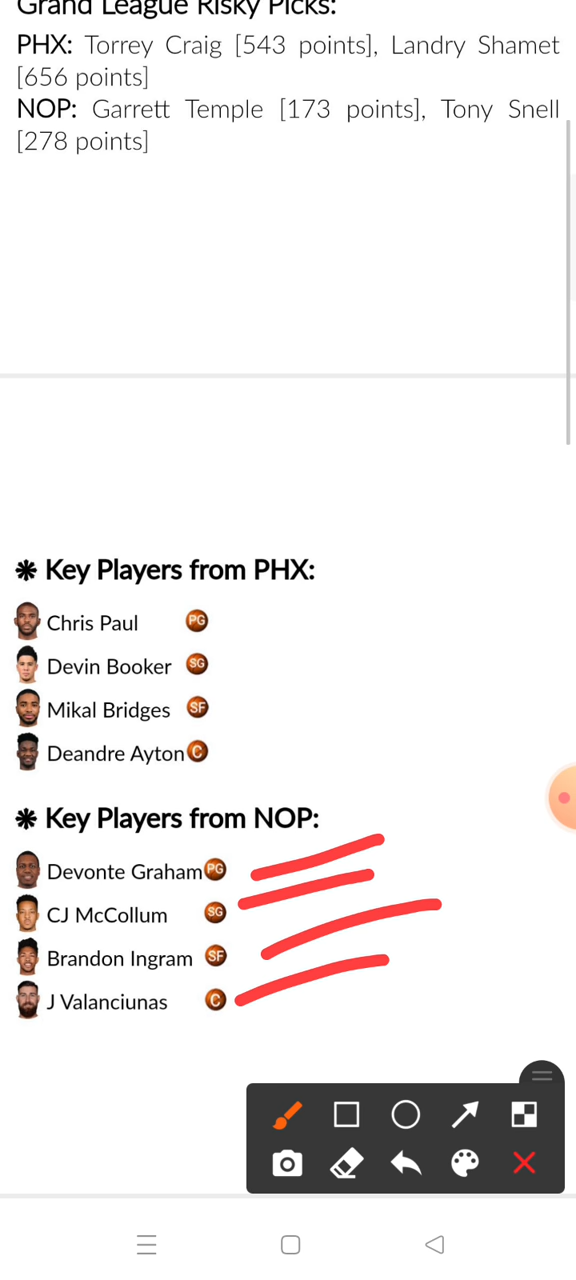 Grand League Risky Picks:
PHX: Torrey Craig [543 points], Landry Shamet
[656 points]
NOP: Garrett Temple [173 points], Tony Snell
[278 points]
✱ Key Players from PHX:
Chris Paul PG
Devin Booker SG
Mikal Bridges SF
Deandre Ayton C
✱ Key Players from NOP:
Devonte Graham PG
CJ McCollum SG
Brandon Ingram SF
J Valanciunas C